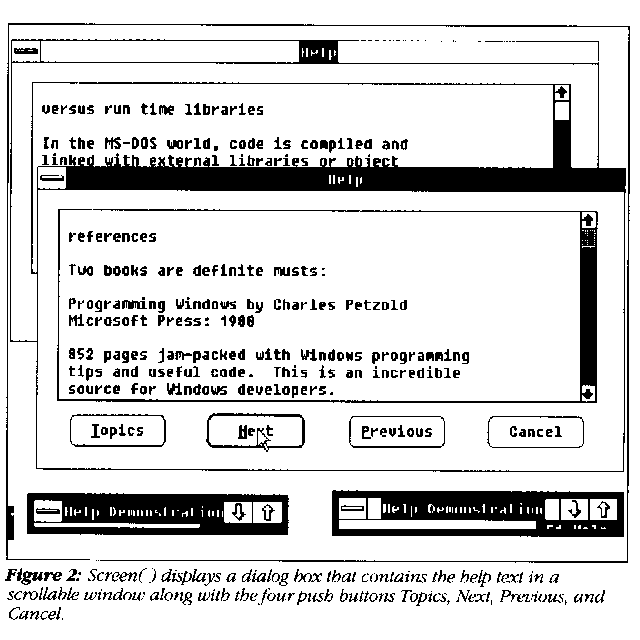 Help
versus run time libraries
In the MS-DOS world, code is compiled and
linked with external libraries or object
Help
references
Two books are definite musts:
Programming Windows by Charles Petzold
Microsoft Press: 1988
852 pages jam-packed with Windows programming
tips and useful code. This is an incredible
source for Windows developers.
Topics
Next
Previous
Cancel
Help Demonstration
Help Demonstration
Figure 2: Screen( ) displays a dialog box that contains the help text in a
scrollable window along with the four push buttons Topics, Next, Previous, and
Cancel.